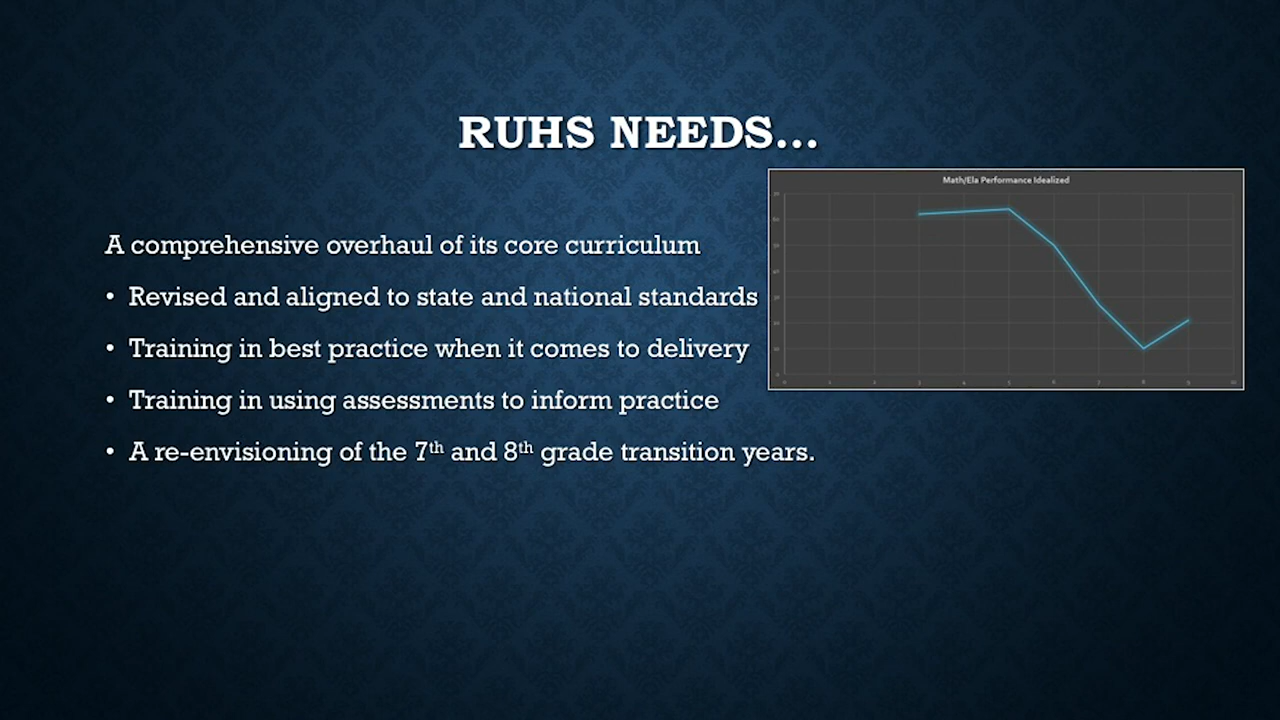 RUHS NEEDS...
Math/Ela Performance Idealized
A comprehensive overhaul of its core curriculum
• Revised and aligned to state and national standards
• Training in best practice when it comes to delivery
• Training in using assessments to inform practice
• A re-envisioning of the 7th and 8th grade transition years.